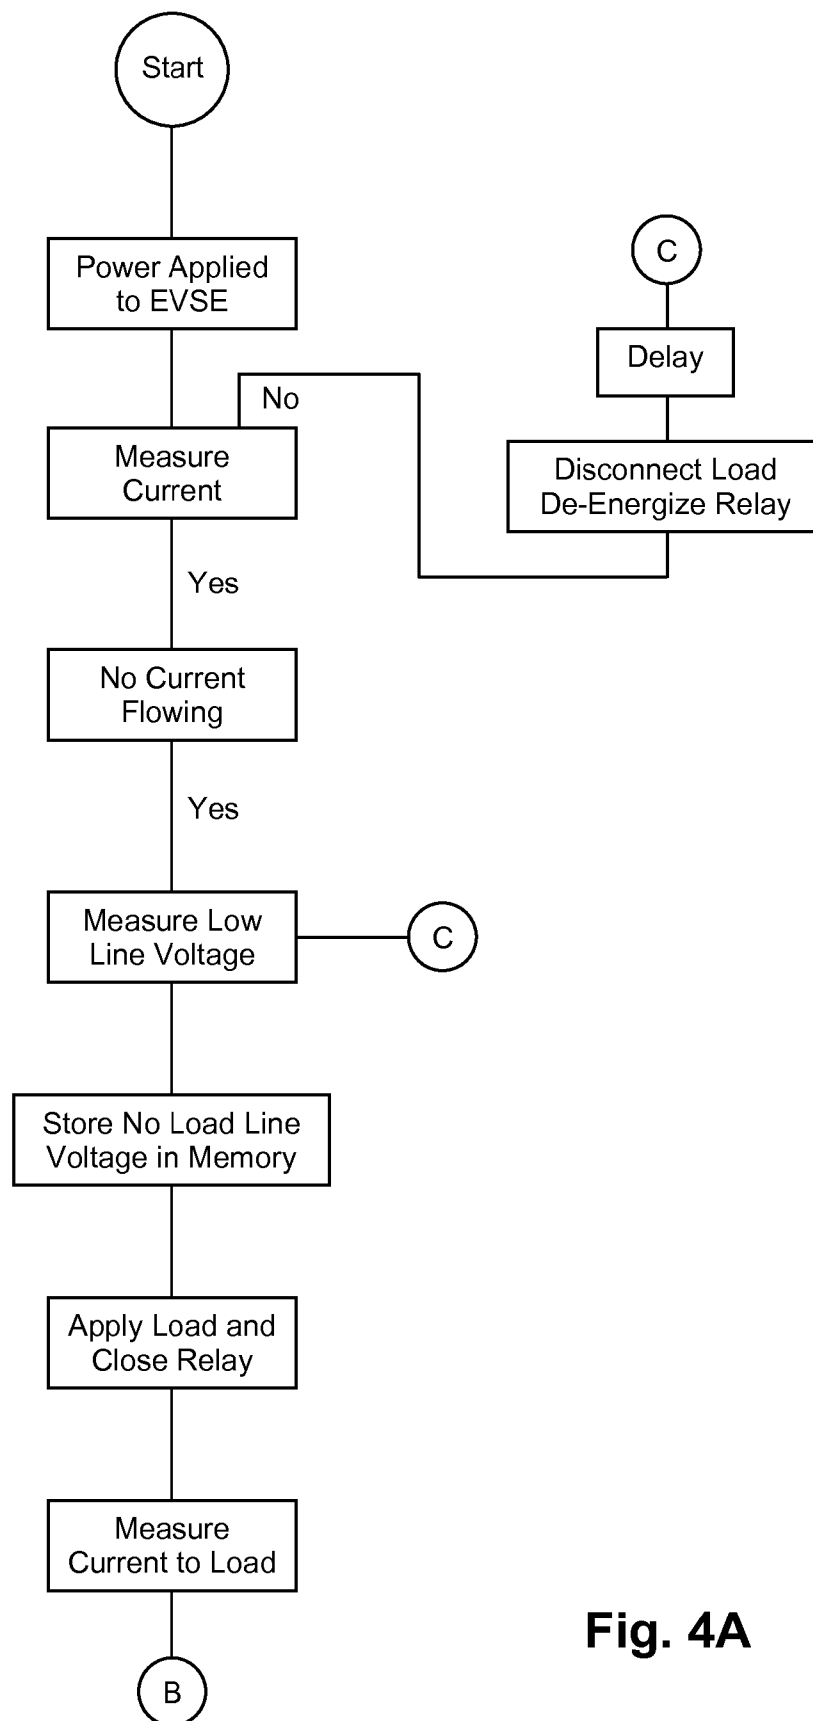 Start
Power Applied
to EVSE
C
Delay
No
Measure
Current
Disconnect Load
De-Energize Relay
Yes
No Current
Flowing
Yes
Measure Low
Line Voltage
C
Store No Load Line
Voltage in Memory
Apply Load and
Close Relay
Measure
Current to Load
B
Fig. 4A